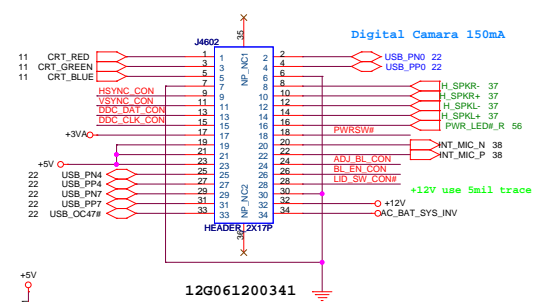 Digital Camara 150mA
J4602
35
NP_NC1
11 CRT_RED 1 2 USB_PN0 22
11 CRT_GREEN 3 4 USB_PP0 22
11 CRT_BLUE 5 6
7 8 H_SPKR- 37
HSYNC_CON 9 10 H_SPKR+ 37
VSYNC_CON 11 12 H_SPKL- 37
DDC_DAT_CON 13 14 H_SPKL+ 37
DDC_CLK_CON 15 16 PWR_LED#_R 56
+3VA 17 18 PWRSW#
19 20 INT_MIC_N 38
21 22 INT_MIC_P 38
+5V 23 24 ADJ_BL_CON
22 USB_PN4 25 26 BL_EN_CON
22 USB_PP4 27 28 LID_SW_CON#
22 USB_PN7 29 30 +12V use 5mil trace
22 USB_PP7 31 32 +12V
22 USB_OC47# 33 34 AC_BAT_SYS_INV
NP_NC2
36
HEADER_2X17P
+5V
12G061200341